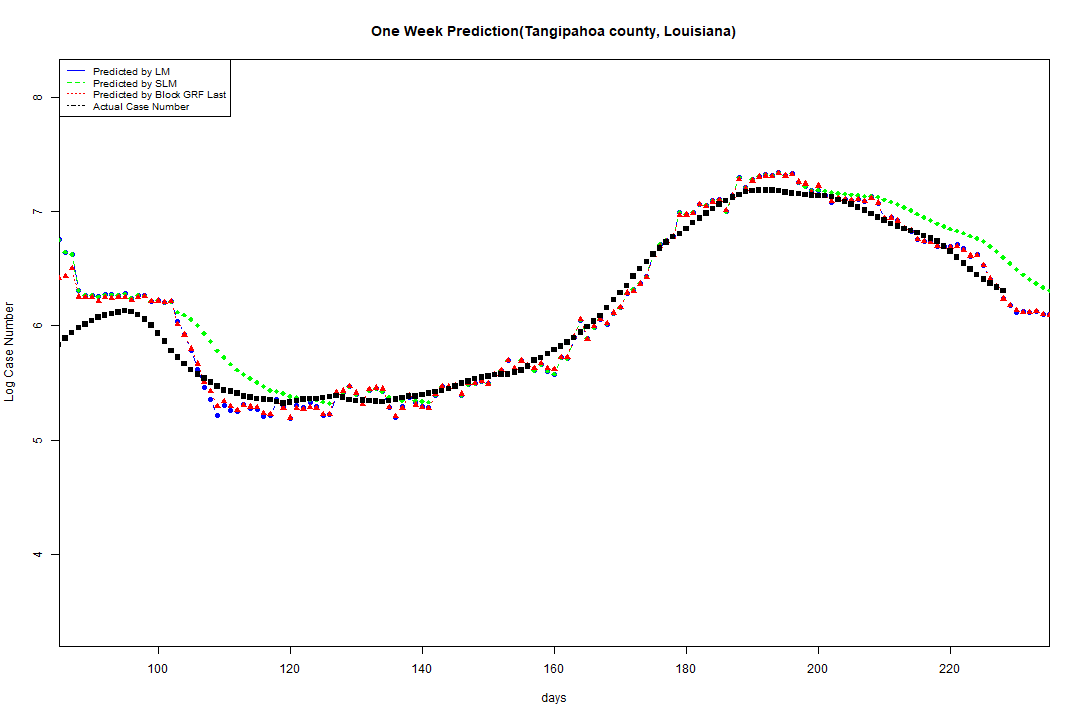 One Week Prediction(Tangipahoa county, Louisiana)
Predicted by LM
Predicted by SLM
Predicted by Block GRF Last
Actual Case Number
8
7
6
5
4
Log Case Number
100 120 140 160 180 200 220
days